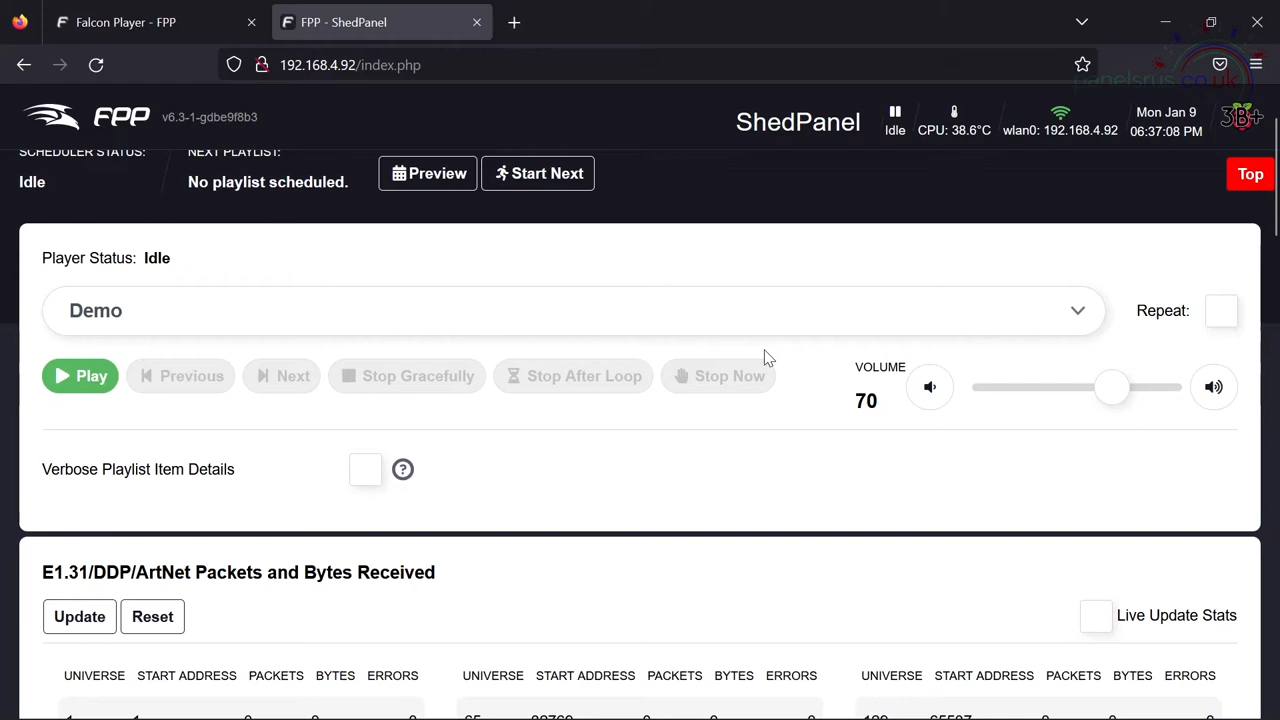 Falcon Player - FPP
FPP - ShedPanel
192.168.4.92/index.php
panelsrus.co.uk
FPP v6.3-1-gdbe9f8b3
ShedPanel
Idle
CPU: 38.6°C
wlan0: 192.168.4.92
Mon Jan 9
06:37:08 PM
3B+
SCHEDULER STATUS:
Idle
NEXT PLAYLIST:
No playlist scheduled.
Preview
Start Next
Top
Player Status: Idle
Demo
Repeat:
Play
Previous
Next
Stop Gracefully
Stop After Loop
Stop Now
VOLUME
70
Verbose Playlist Item Details
E1.31/DDP/ArtNet Packets and Bytes Received
Update
Reset
Live Update Stats
UNIVERSE START ADDRESS PACKETS BYTES ERRORS
UNIVERSE START ADDRESS PACKETS BYTES ERRORS
UNIVERSE START ADDRESS PACKETS BYTES ERRORS